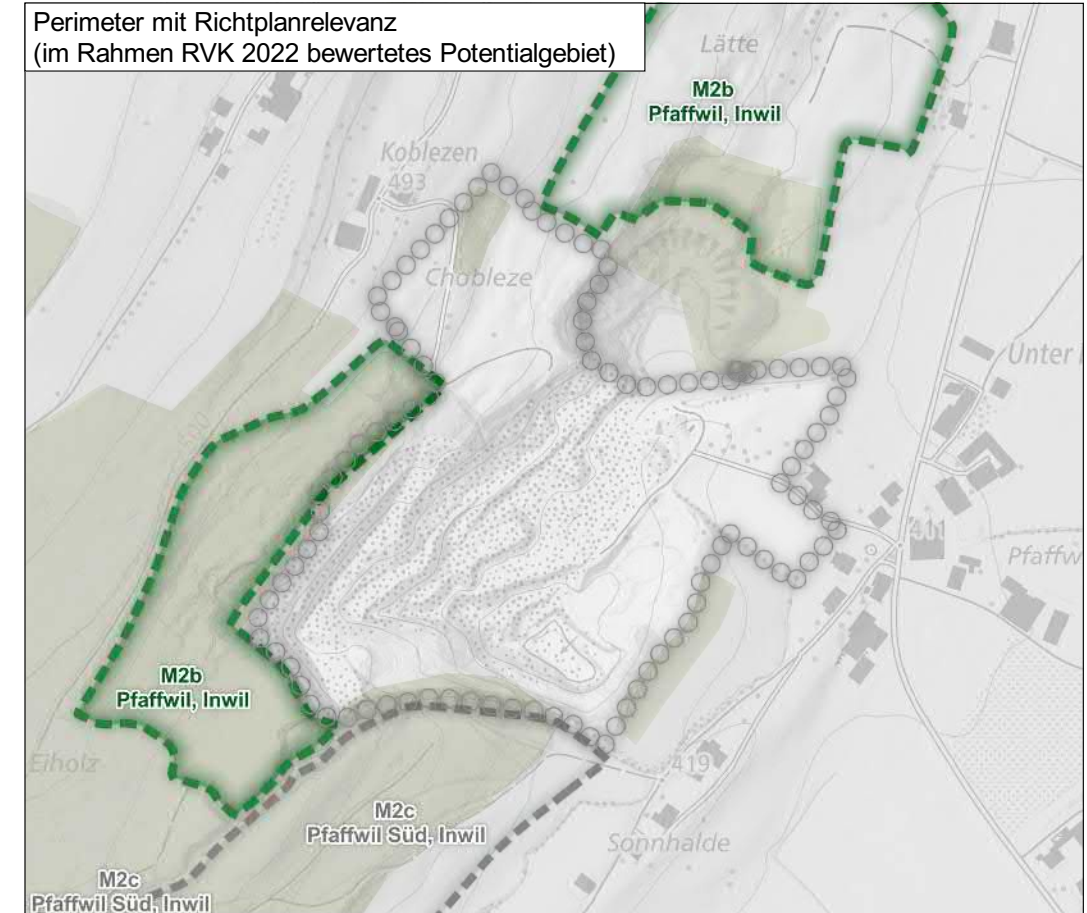 Perimeter mit Richtplanrelevanz
(im Rahmen RVK 2022 bewertetes Potentialgebiet)
Lätte
M2b
Pfaffwil, Inwil
Koblezen
493
Chobleze
Unter
500
411
Pfaffw
M2b
Pfaffwil, Inwil
Eiholz
419
M2c
Pfaffwil Süd, Inwil
Sonnhalde
M2c
Pfaffwil Süd, Inwil